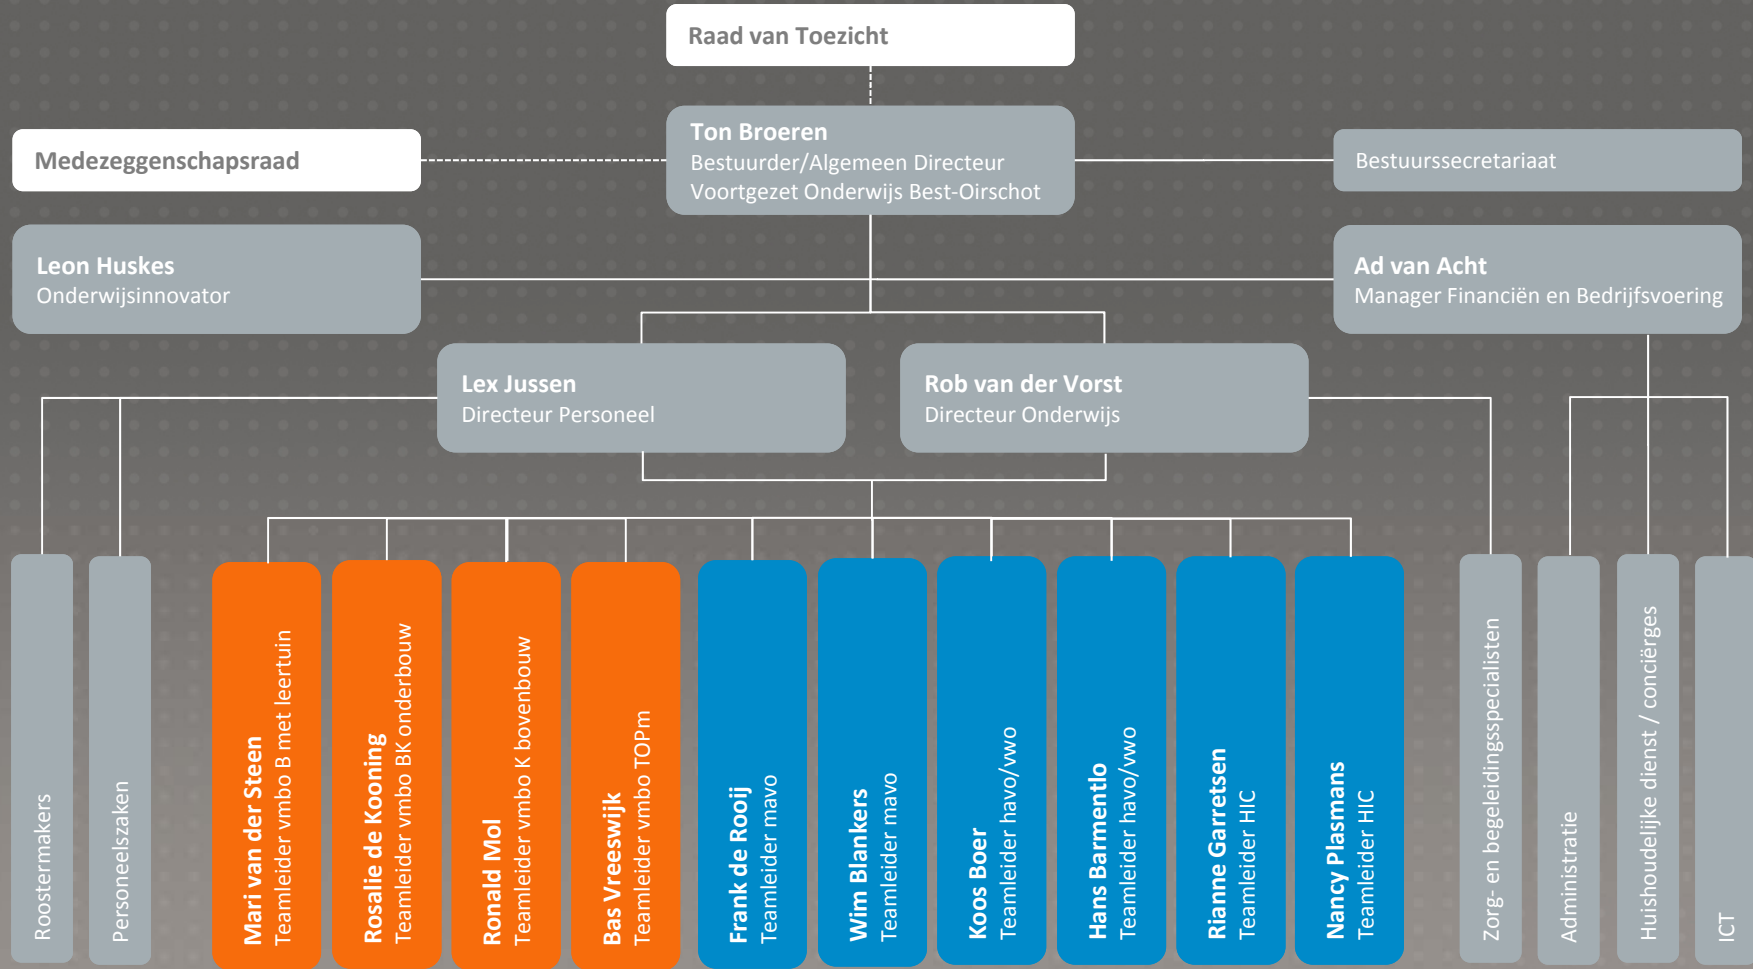 Raad van Toezicht
Ton Broeren
Bestuurder/Algemeen Directeur
Voortgezet Onderwijs Best-Oirschot
Medezeggenschapsraad
Bestuurssecretariaat
Leon Huskes
Onderwijsinnovator
Ad van Acht
Manager Financiën en Bedrijfsvoering
Lex Jussen
Directeur Personeel
Rob van der Vorst
Directeur Onderwijs
Roostermakers
Personeelszaken
Mari van der Steen
Teamleider vmbo B met leertuin
Rosalie de Kooning
Teamleider vmbo BK onderbouw
Ronald Mol
Teamleider vmbo K bovenbouw
Bas Vreeswijk
Teamleider vmbo TOPm
Frank de Rooij
Teamleider mavo
Wim Blankers
Teamleider mavo
Koos Boer
Teamleider havo/vwo
Hans Barmentlo
Teamleider havo/vwo
Rianne Garretsen
Teamleider HIC
Nancy Plasmans
Teamleider HIC
Zorg- en begeleidingsspecialisten
Administratie
Huishoudelijke dienst / conciërges
ICT